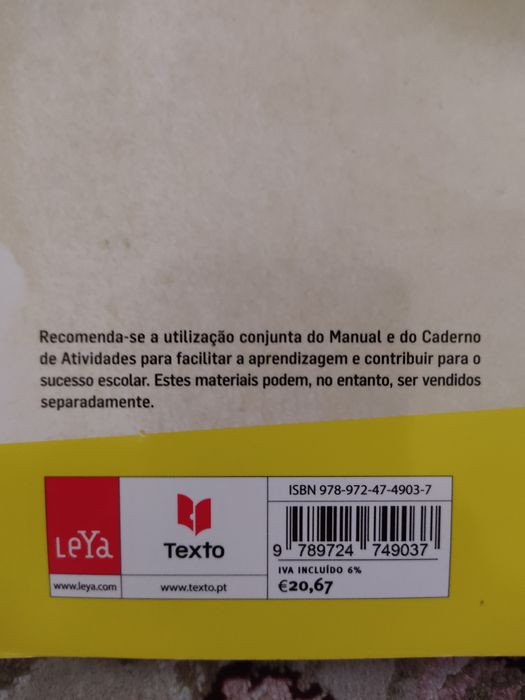 Recomenda-se a utilização conjunta do Manual e do Caderno
de Atividades para facilitar a aprendizagem e contribuir para o
sucesso escolar. Estes materiais podem, no entanto, ser vendidos
separadamente.
LeYa
www.leya.com
Texto
www.texto.pt
ISBN 978-972-47-4903-7
9 789724 749037
IVA INCLUÍDO 6%
€20,67